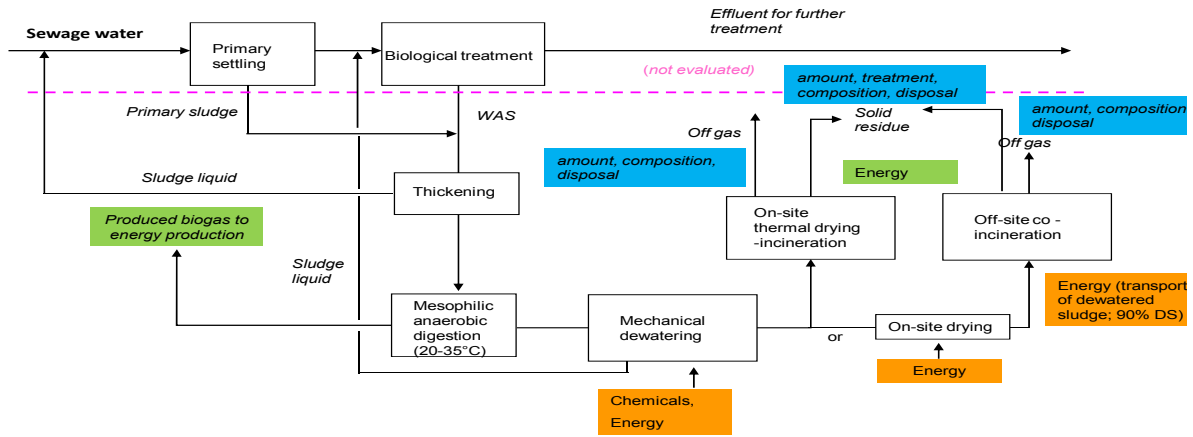 Effluent for further
treatment
Sewage water
Primary
settling
Biological treatment
(not evaluated)
amount, treatment,
composition, disposal
amount, composition
disposal
Primary sludge
WAS
Off gas
Solid
residue
Off gas
amount, composition,
disposal
Energy
Sludge liquid
Thickening
Produced biogas to
energy production
On-site
thermal drying
-incineration
Off-site co -
incineration
Sludge
liquid
Energy (transport
of dewatered
sludge; 90% DS)
Mesophilic
anaerobic
digestion
(20-35°C)
Mechanical
dewatering
or
On-site drying
Energy
Chemicals,
Energy